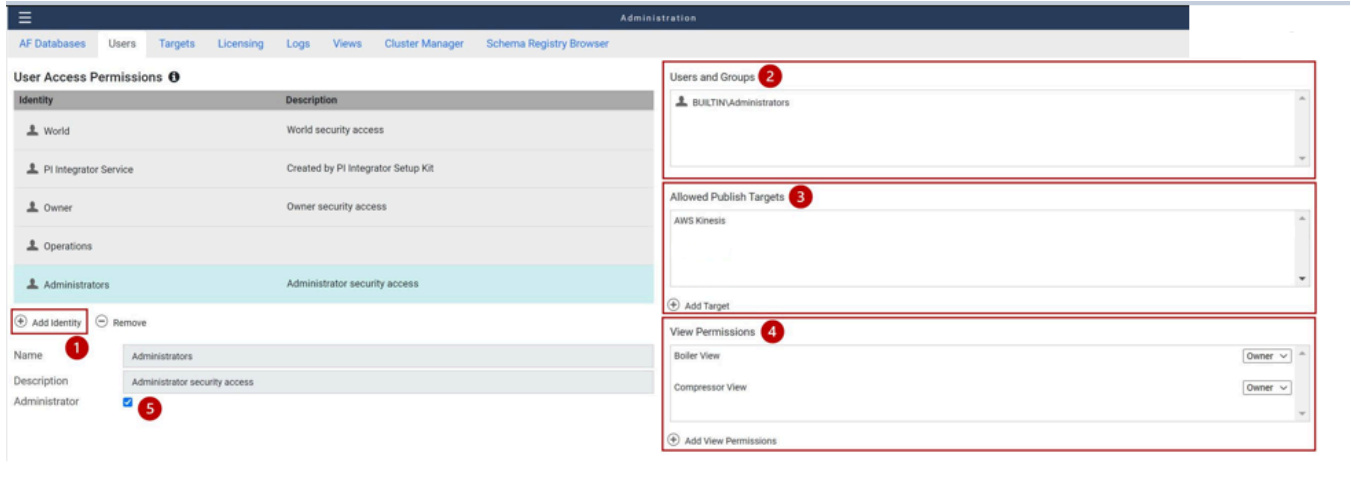 Administration
AF Databases Users Targets Licensing Logs Views Cluster Manager Schema Registry Browser
User Access Permissions
Identity Description
World World security access
PI Integrator Service Created by PI Integrator Setup Kit
Owner Owner security access
Operations
Administrators Administrator security access
Add Identity Remove
1
Name Administrators
Description Administrator security access
Administrator 5
Users and Groups 2
BUILTIN\Administrators
Allowed Publish Targets 3
AWS Kinesis
Add Target
View Permissions 4
Boiler View Owner
Compressor View Owner
Add View Permissions